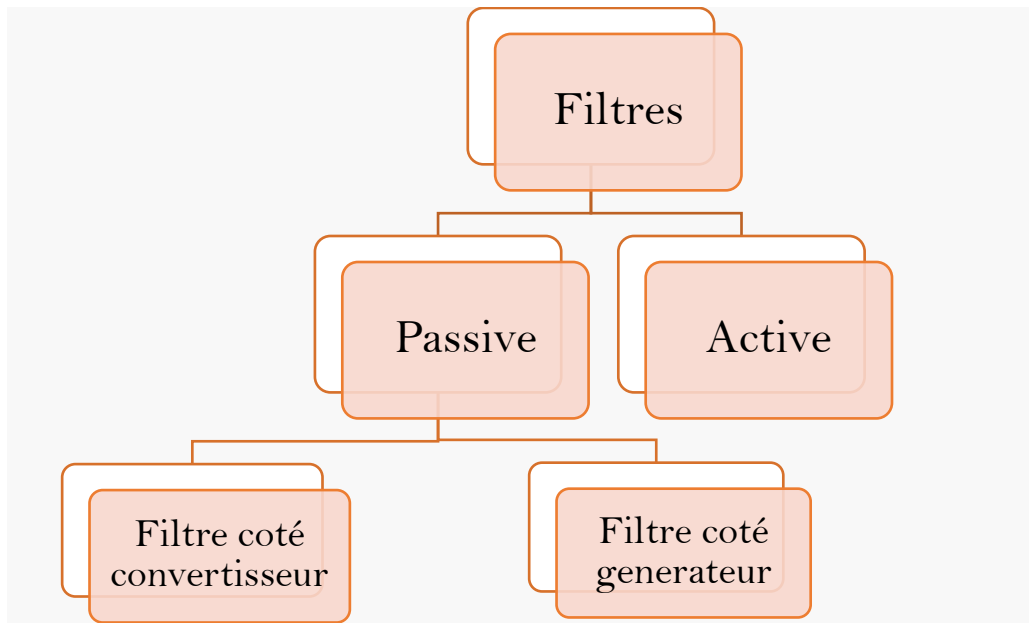 Filtres
Passive
Active
Filtre coté
convertisseur
Filtre coté
generateur